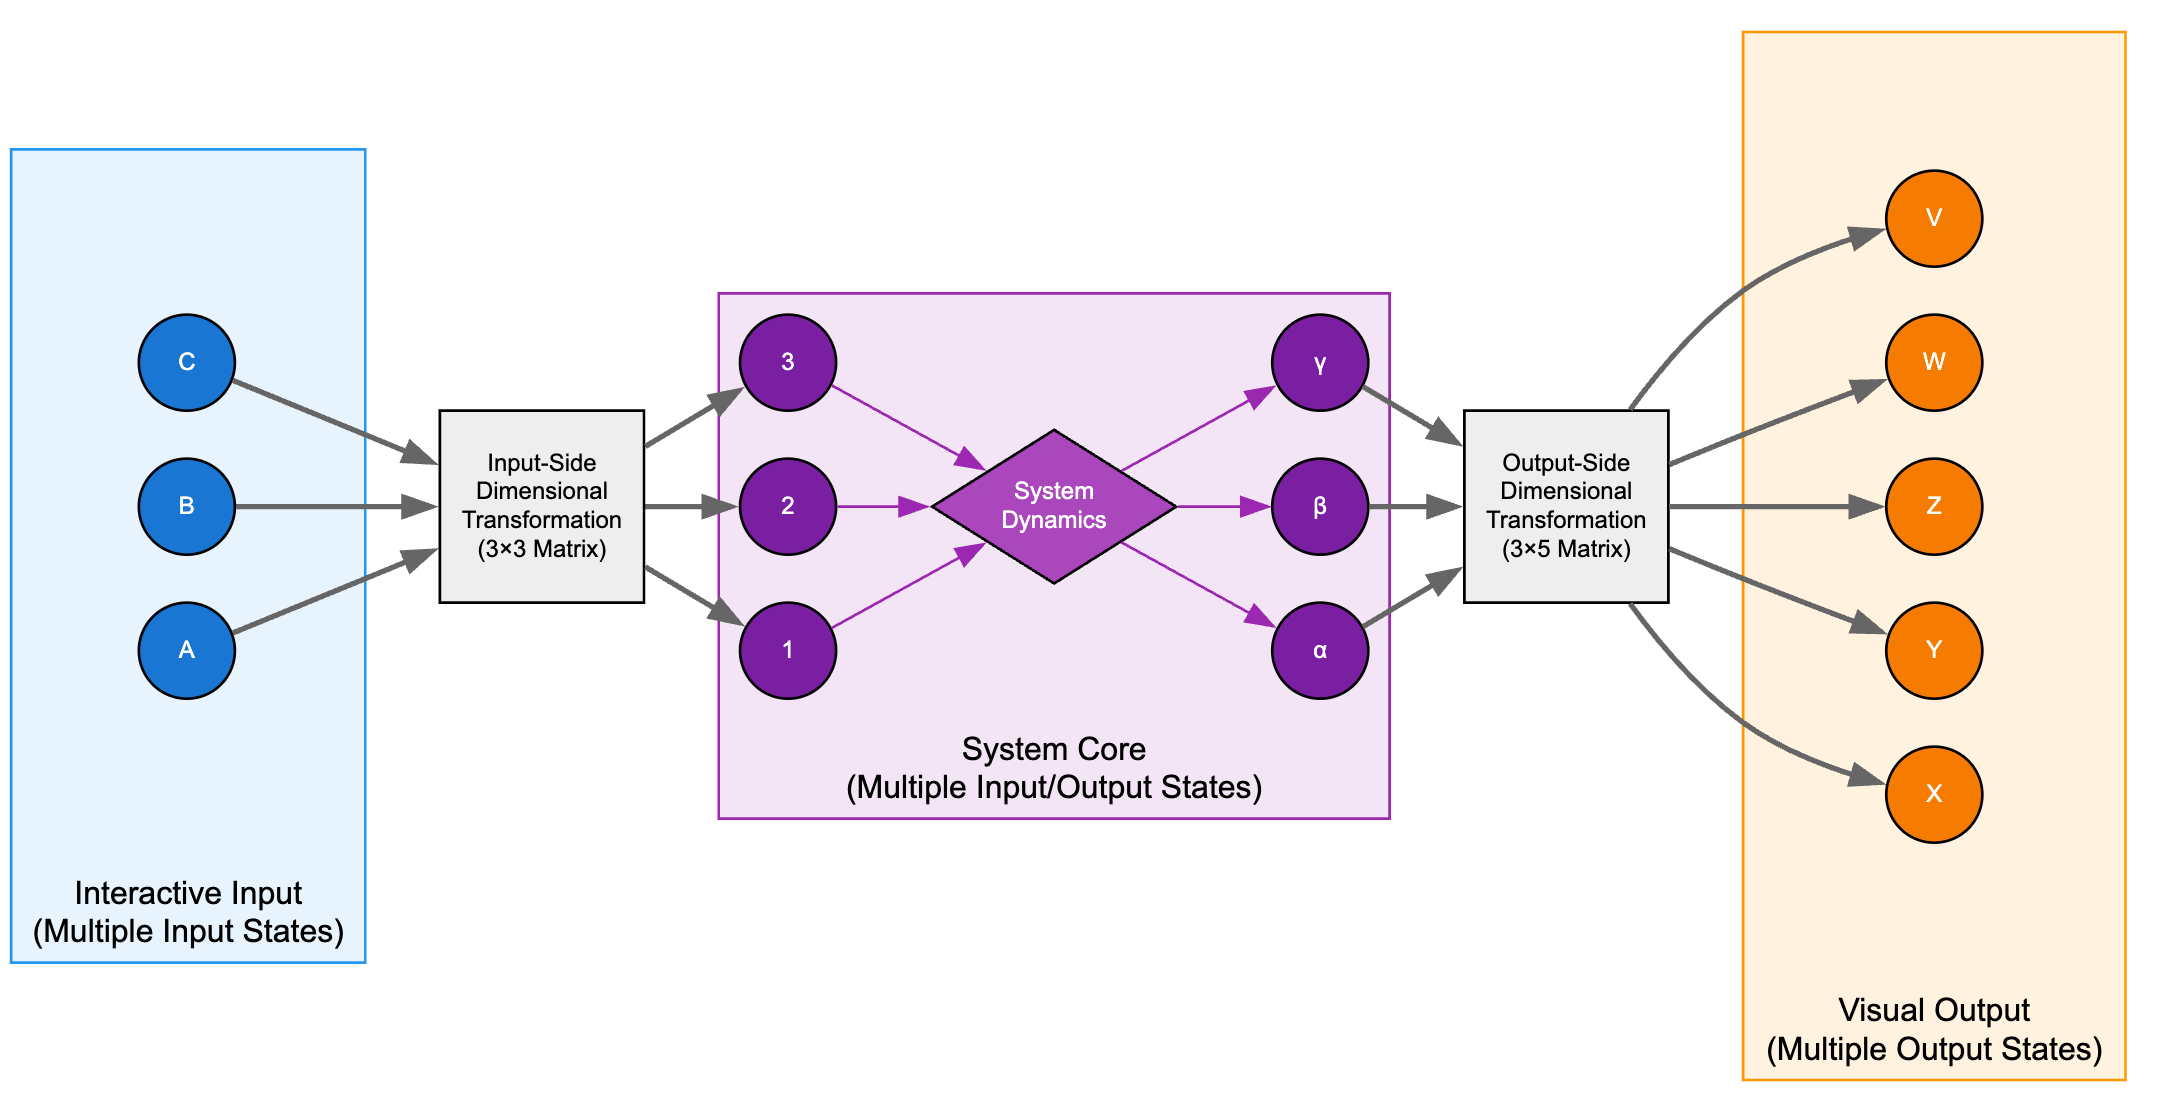 C
B
A
Interactive Input
(Multiple Input States)
Input-Side
Dimensional
Transformation
(3×3 Matrix)
3
2
1
System
Dynamics
γ
β
α
System Core
(Multiple Input/Output States)
Output-Side
Dimensional
Transformation
(3×5 Matrix)
V
W
Z
Y
X
Visual Output
(Multiple Output States)